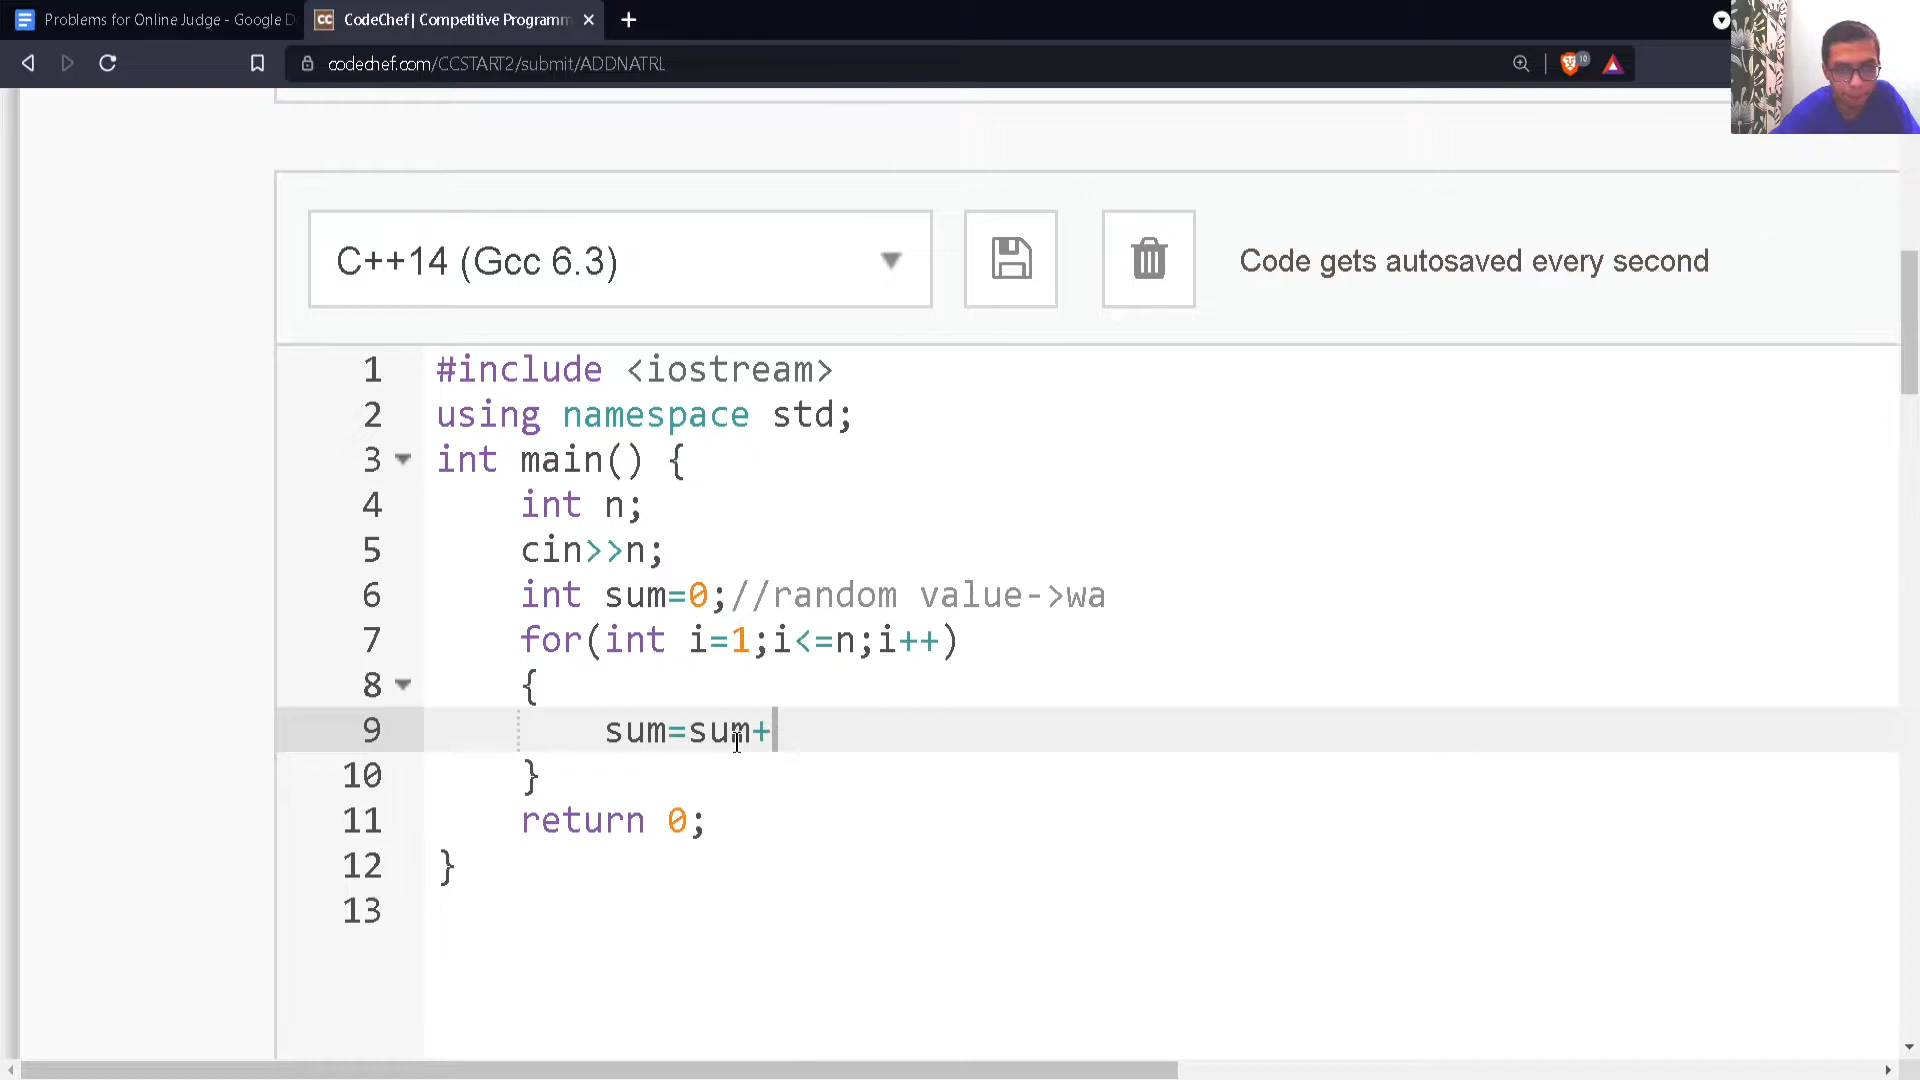 Problems for Online Judge - Google D
CC CodeChef | Competitive Programm
codechef.com/CCSTART2/submit/ADDNATRL
10
C++14 (Gcc 6.3)
Code gets autosaved every second
1 #include <iostream>
2 using namespace std;
3 int main() {
4 int n;
5 cin>>n;
6 int sum=0;//random value->wa
7 for(int i=1;i<=n;i++)
8 {
9 sum=sum+
10 }
11 return 0;
12 }
13